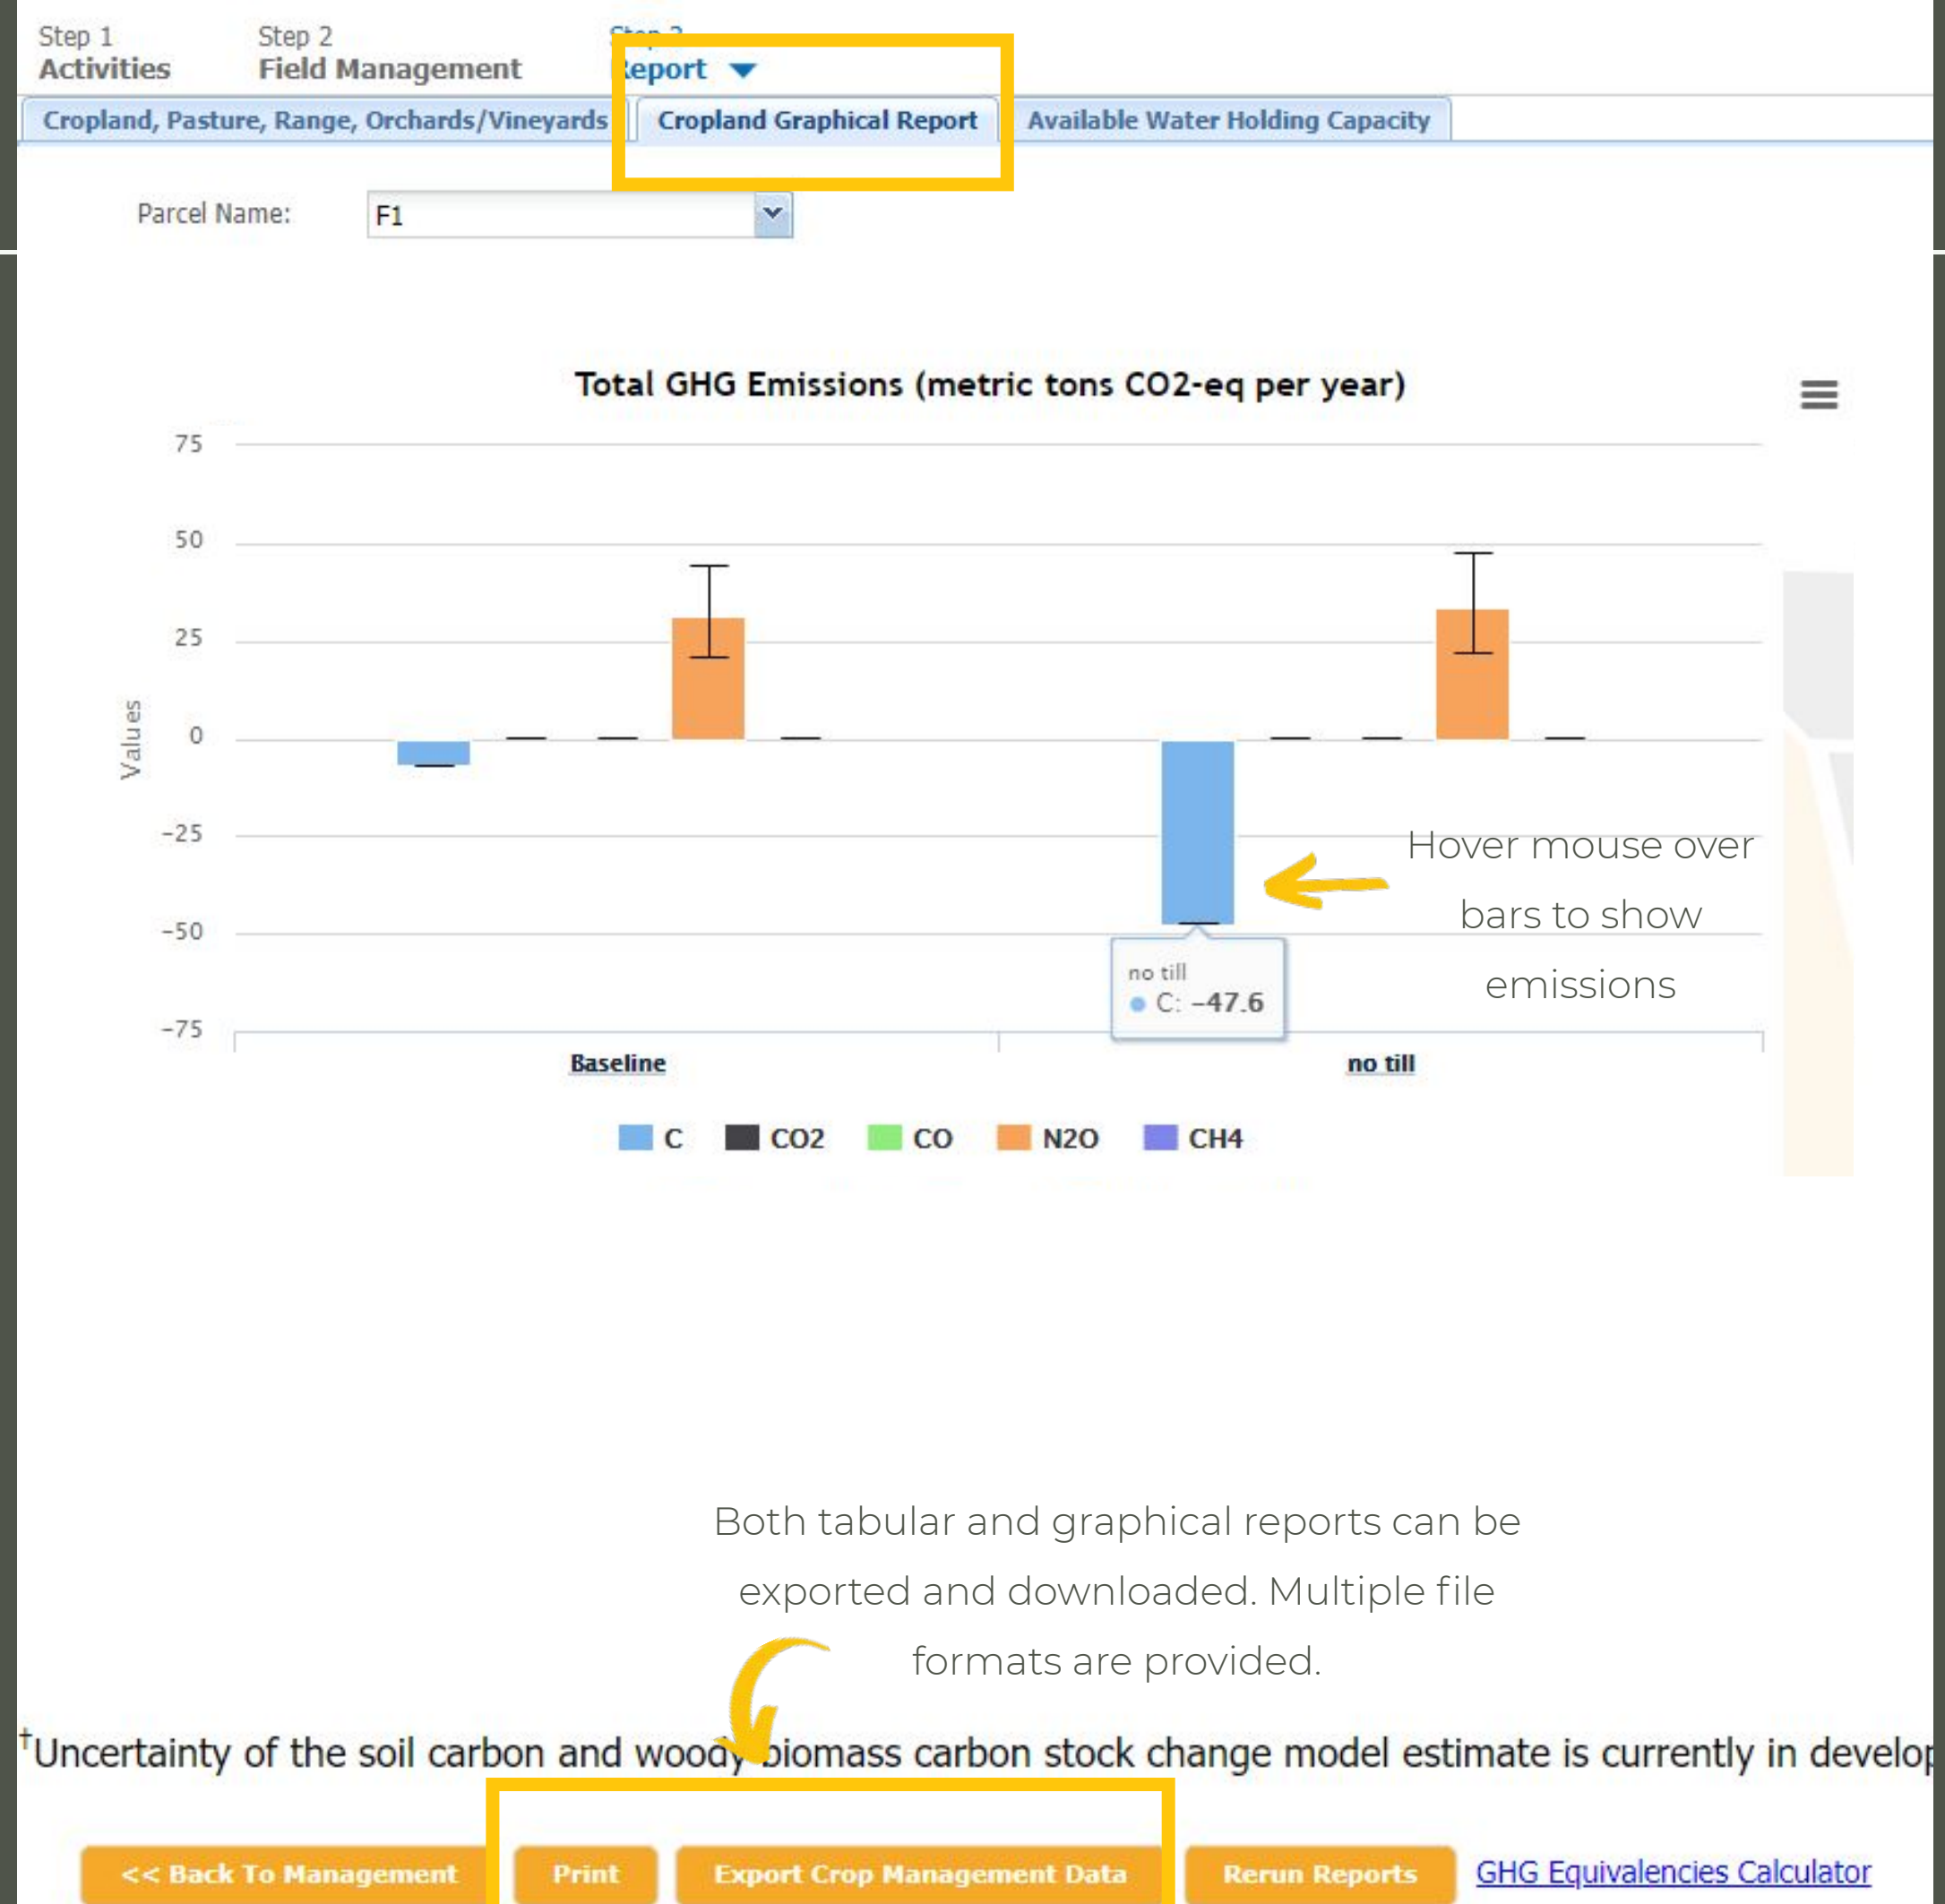 Step 1
Activities
Step 2
Field Management
Report
Cropland, Pasture, Range, Orchards/Vineyards
Cropland Graphical Report
Available Water Holding Capacity
Parcel Name:
F1
Total GHG Emissions (metric tons CO2-eq per year)
75
50
25
0
−25
−50
−75
Values
Hover mouse over
bars to show
emissions
no till
C: −47.6
Baseline
no till
C
CO2
CO
N2O
CH4
Both tabular and graphical reports can be
exported and downloaded. Multiple file
formats are provided.
†Uncertainty of the soil carbon and woody biomass carbon stock change model estimate is currently in develop
<< Back To Management
Print
Export Crop Management Data
Rerun Reports
GHG Equivalencies Calculator